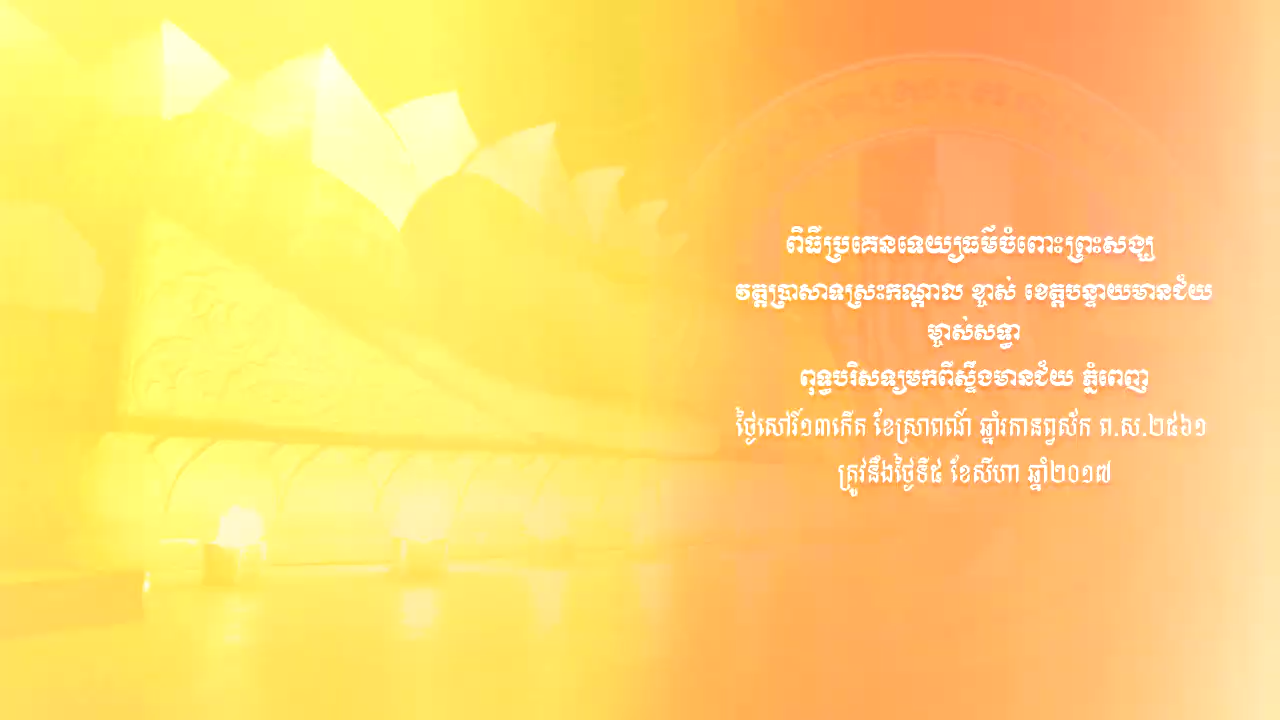 ពិធីប្រគេនទេយ្យធម៌ចំពោះព្រះសង្ឃ
វត្តប្រាសាទស្រះកណ្តាល ខ្ចាស់ ខេត្តបន្ទាយមានជ័យ
ម្ចាស់សទ្ធា
ពុទ្ធបរិសទ្យមកពីស្ទឹងមានជ័យ ភ្នំពេញ
ថ្ងៃសៅរ៍១៣កើត ខែស្រាពណ៍ ឆ្នាំរកានព្វស័ក ព.ស.២៥៦១
ត្រូវនឹងថ្ងៃទី៥ ខែសីហា ឆ្នាំ២០១៧